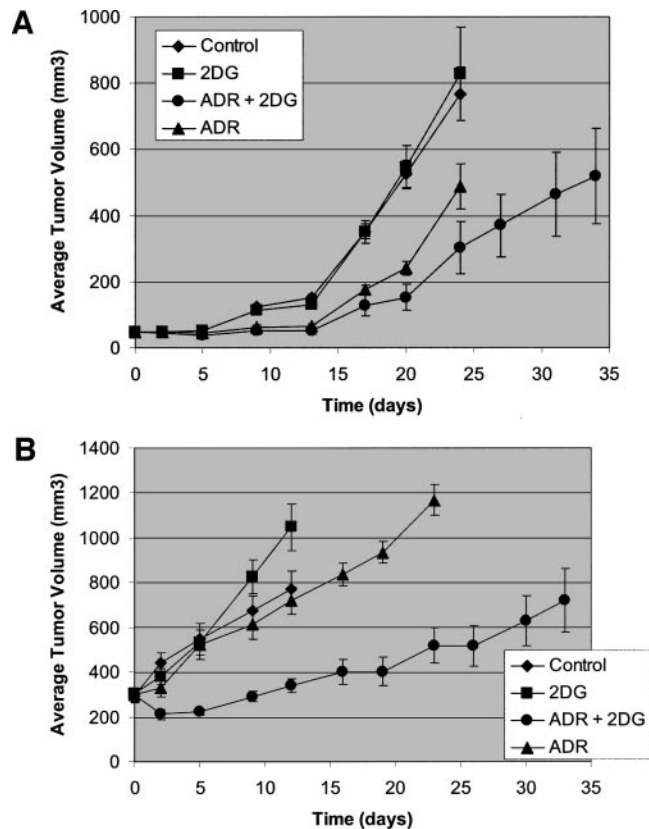 A
Average Tumor Volume (mm3)
1000
800
600
400
200
0
Control
2DG
ADR + 2DG
ADR
0 5 10 15 20 25 30 35
Time (days)
B
Average Tumor Volume (mm3)
1400
1200
1000
800
600
400
200
0
Control
2DG
ADR + 2DG
ADR
0 5 10 15 20 25 30 35
Time (days)